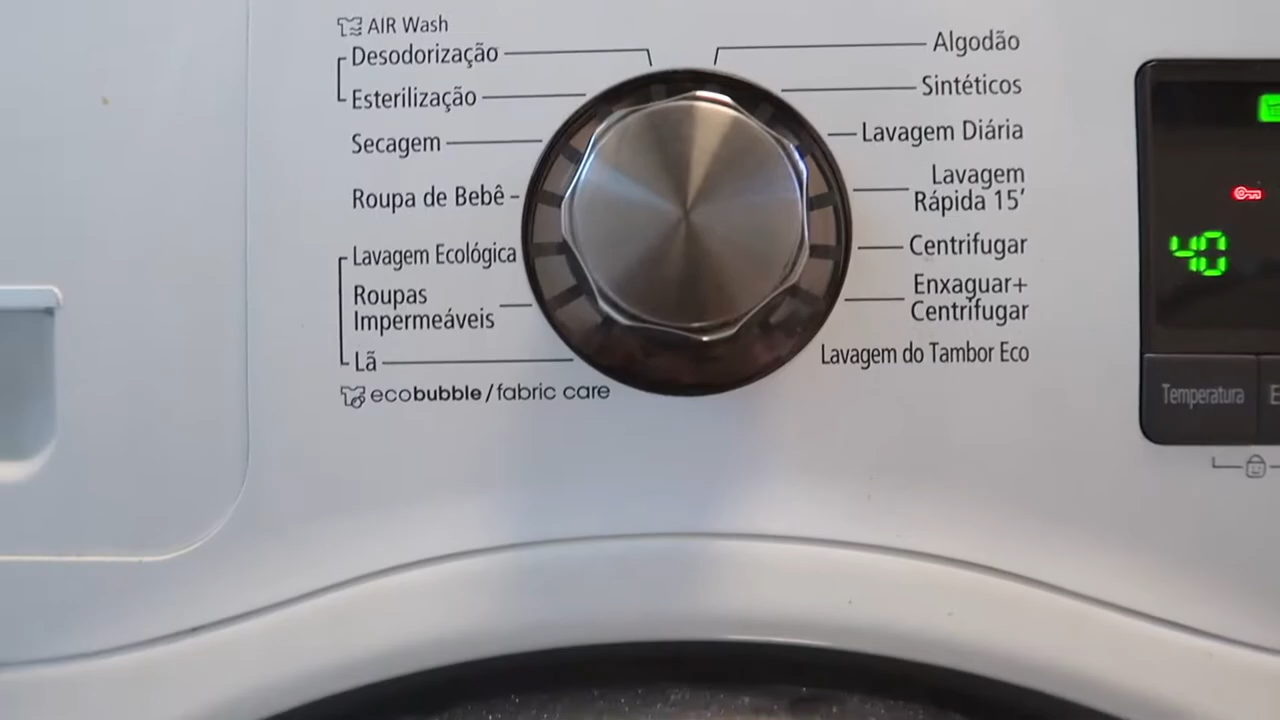 AIR Wash
Desodorização
Esterilização
Secagem
Roupa de Bebê
Lavagem Ecológica
Roupas
Impermeáveis
Lã
ecobubble/fabric care
Algodão
Sintéticos
Lavagem Diária
Lavagem
Rápida 15'
Centrifugar
Enxaguar+
Centrifugar
Lavagem do Tambor Eco
40
Temperatura